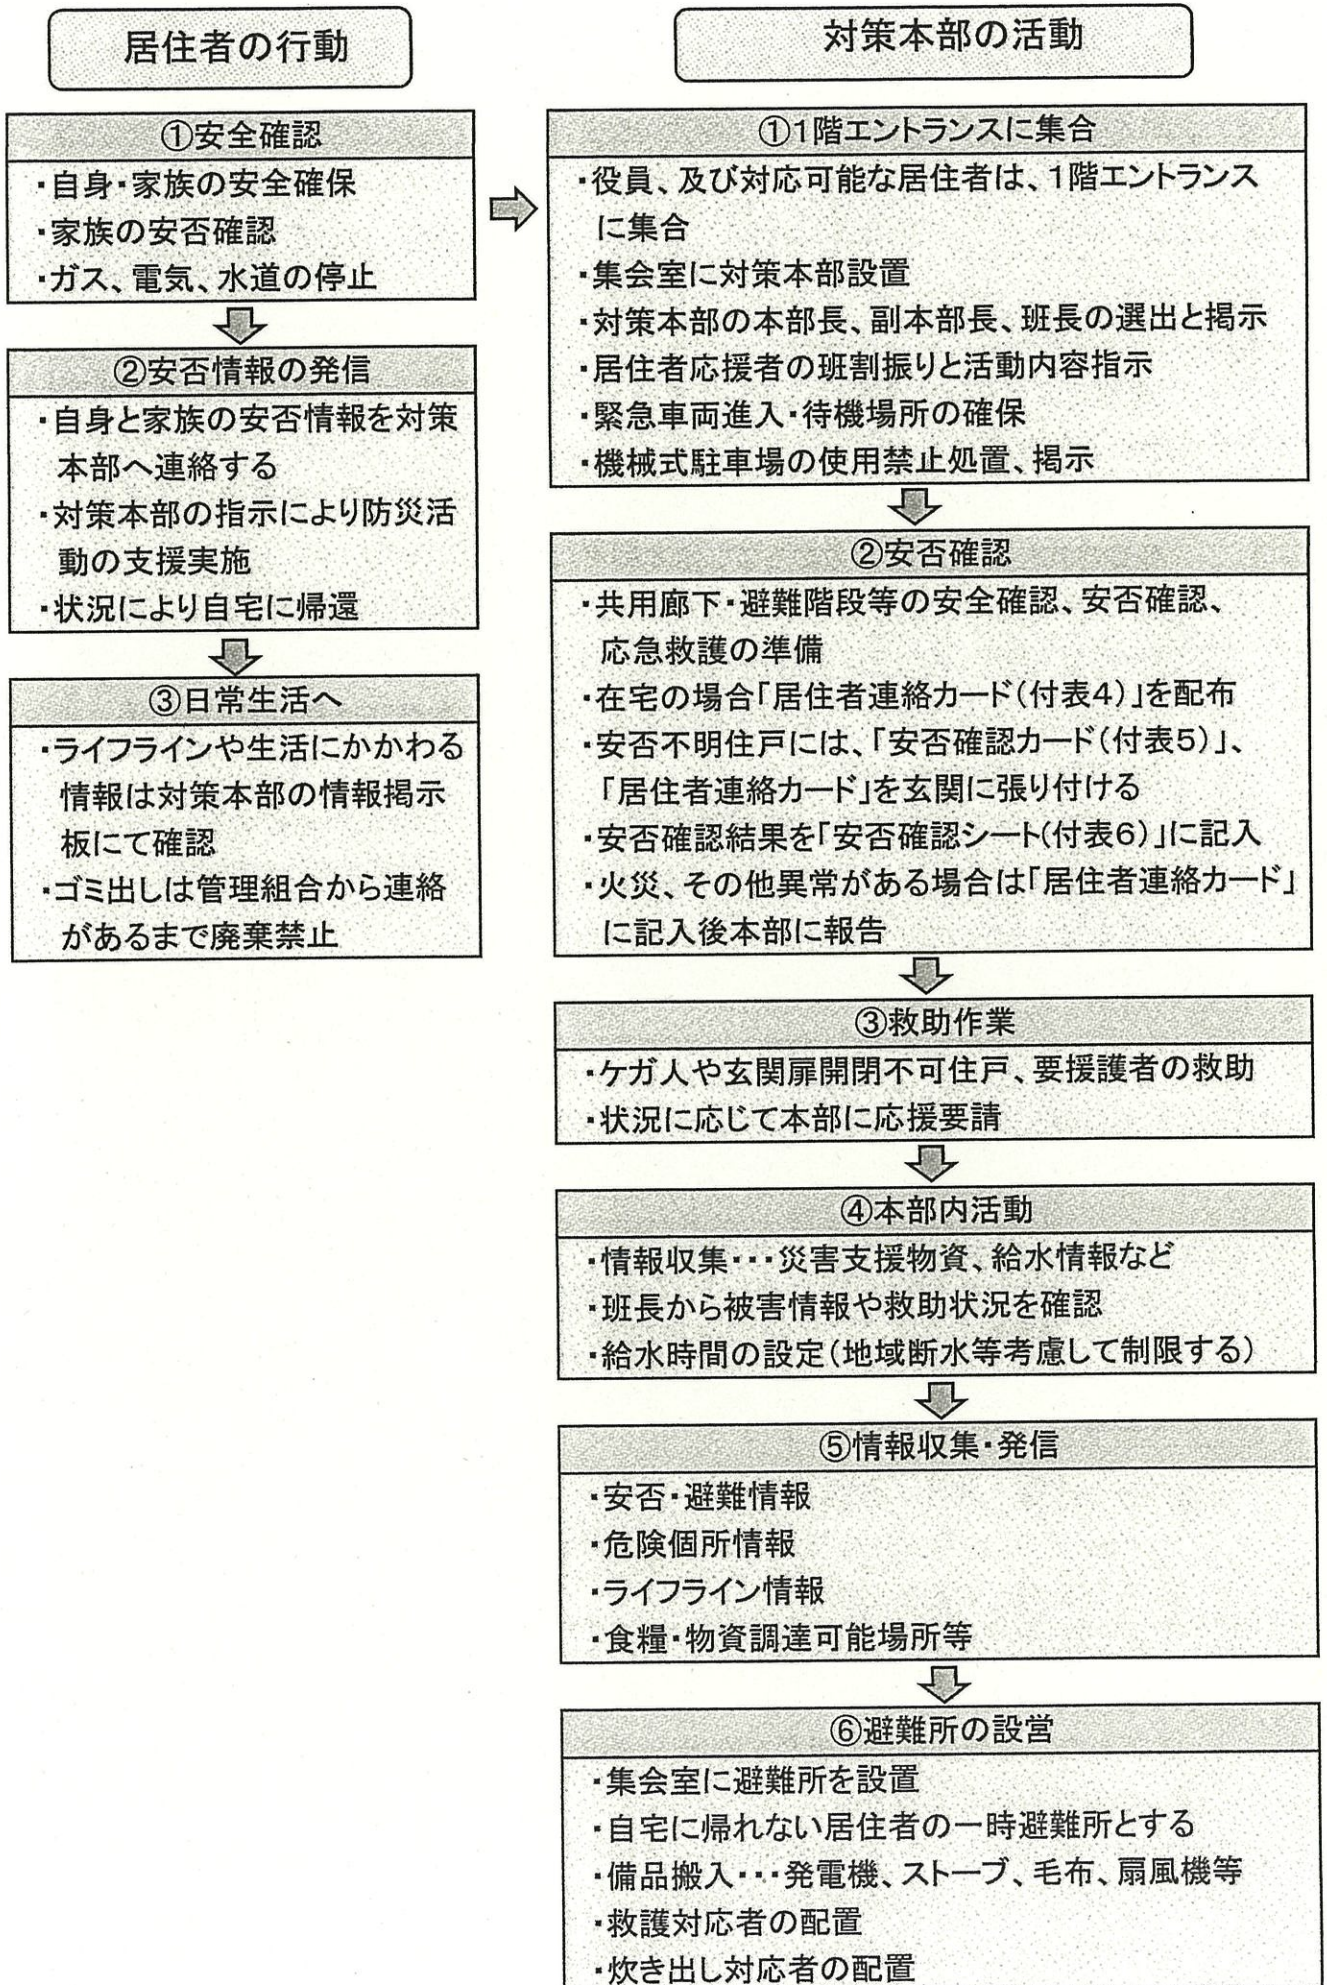 居住者の行動
①安全確認
・自身・家族の安全確保
・家族の安否確認
・ガス、電気、水道の停止
②安否情報の発信
・自身と家族の安否情報を対策
本部へ連絡する
・対策本部の指示により防災活
動の支援実施
・状況により自宅に帰還
③日常生活へ
・ライフラインや生活にかかわる
情報は対策本部の情報掲示
板にて確認
・ゴミ出しは管理組合から連絡
があるまで廃棄禁止
対策本部の活動
①1階エントランスに集合
・役員、及び対応可能な居住者は、1階エントランス
に集合
・集会室に対策本部設置
・対策本部の本部長、副本部長、班長の選出と掲示
・居住者応援者の班割振りと活動内容指示
・緊急車両進入・待機場所の確保
・機械式駐車場の使用禁止処置、掲示
②安否確認
・共用廊下・避難階段等の安全確認、安否確認、
応急救護の準備
・在宅の場合「居住者連絡カード(付表4)」を配布
・安否不明住戸には、「安否確認カード(付表5)」、
「居住者連絡カード」を玄関に張り付ける
・安否確認結果を「安否確認シート(付表6)」に記入
・火災、その他異常がある場合は「居住者連絡カード」
に記入後本部に報告
③救助作業
・ケガ人や玄関扉開閉不可住戸、要援護者の救助
・状況に応じて本部に応援要請
④本部内活動
・情報収集・・・災害支援物資、給水情報など
・班長から被害情報や救助状況を確認
・給水時間の設定(地域断水等考慮して制限する)
⑤情報収集・発信
・安否・避難情報
・危険個所情報
・ライフライン情報
・食糧・物資調達可能場所等
⑥避難所の設営
・集会室に避難所を設置
・自宅に帰れない居住者の一時避難所とする
・備品搬入・・・発電機、ストーブ、毛布、扇風機等
・救護対応者の配置
・炊き出し対応者の配置